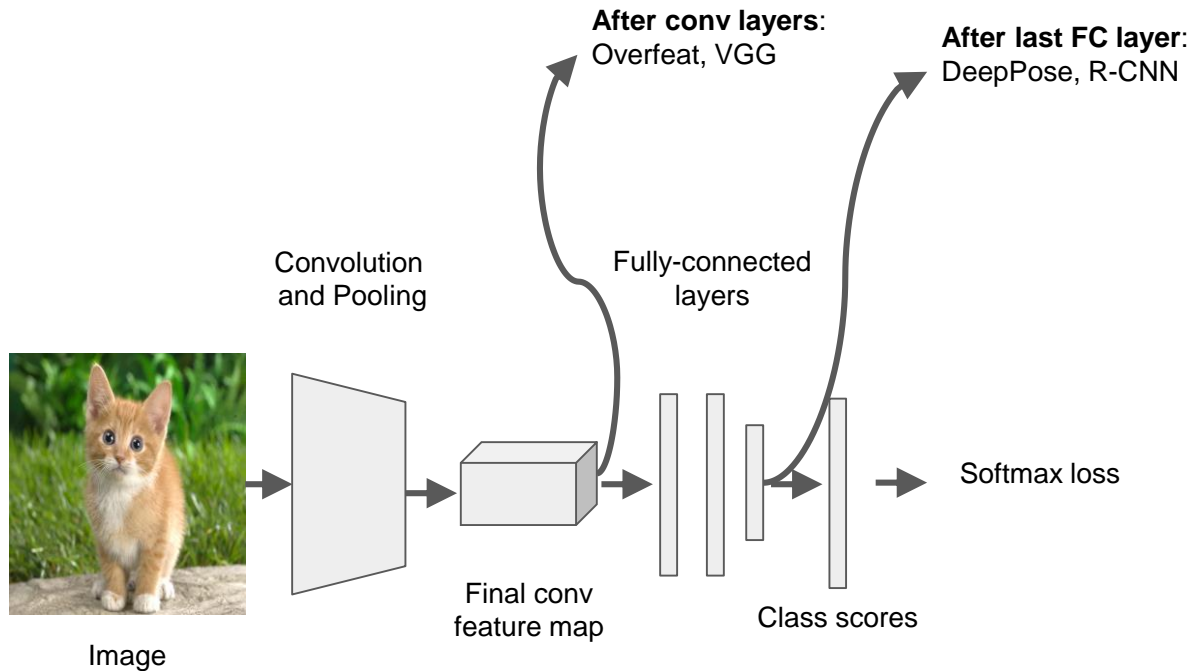 After conv layers:
Overfeat, VGG
After last FC layer:
DeepPose, R-CNN
Convolution
and Pooling
Fully-connected
layers
Softmax loss
Final conv
feature map
Class scores
Image